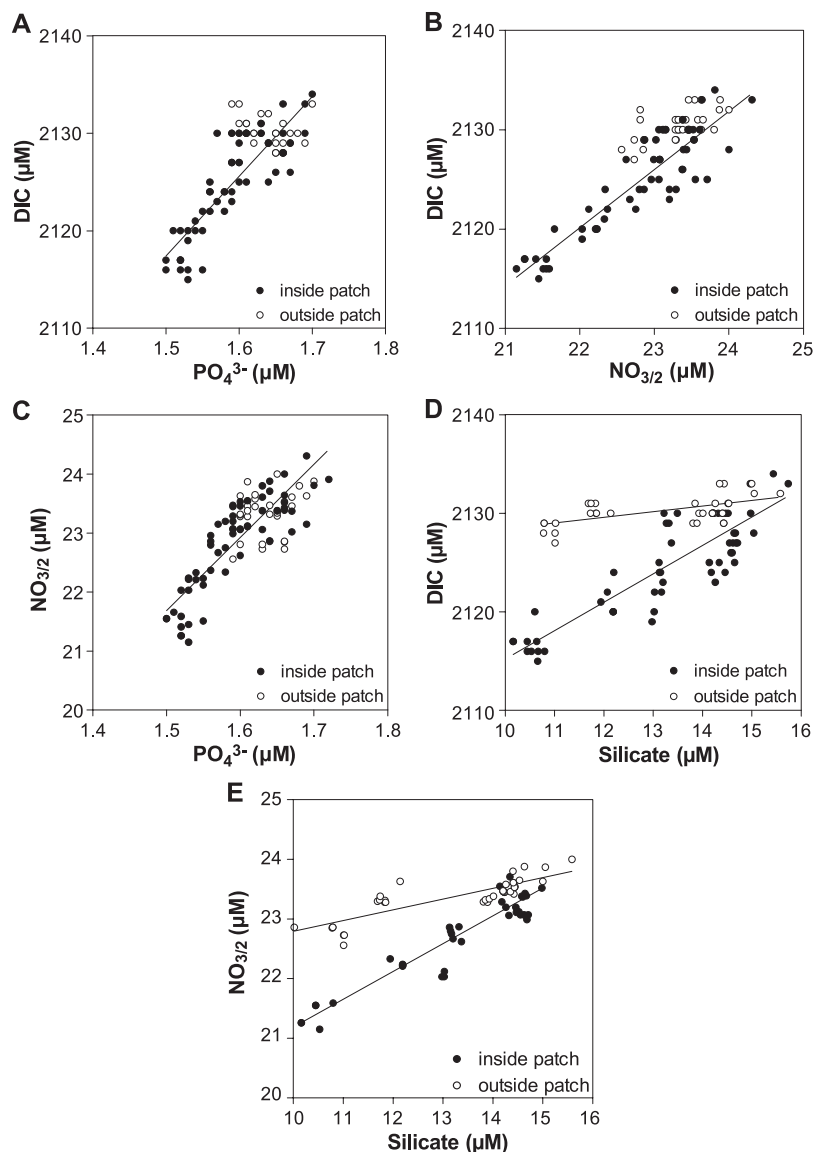 A
2140
2130
2120
2110
DIC (µM)
1.4 1.5 1.6 1.7 1.8
PO₄³⁻ (µM)
inside patch
outside patch
B
2140
2130
2120
2110
DIC (µM)
21 22 23 24 25
NO₃/₂ (µM)
inside patch
outside patch
C
25
24
23
22
21
20
NO₃/₂ (µM)
1.4 1.5 1.6 1.7 1.8
PO₄³⁻ (µM)
inside patch
outside patch
D
2140
2130
2120
2110
DIC (µM)
10 11 12 13 14 15 16
Silicate (µM)
inside patch
outside patch
E
25
24
23
22
21
20
NO₃/₂ (µM)
10 11 12 13 14 15 16
Silicate (µM)
inside patch
outside patch